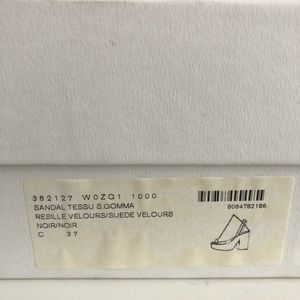 382127 W0ZQ1 1000
SANDAL TESSU S.GOMMA
RESILLE VELOURS/SUEDE VELOURS
NOIR/NOIR
C 37
8064782166